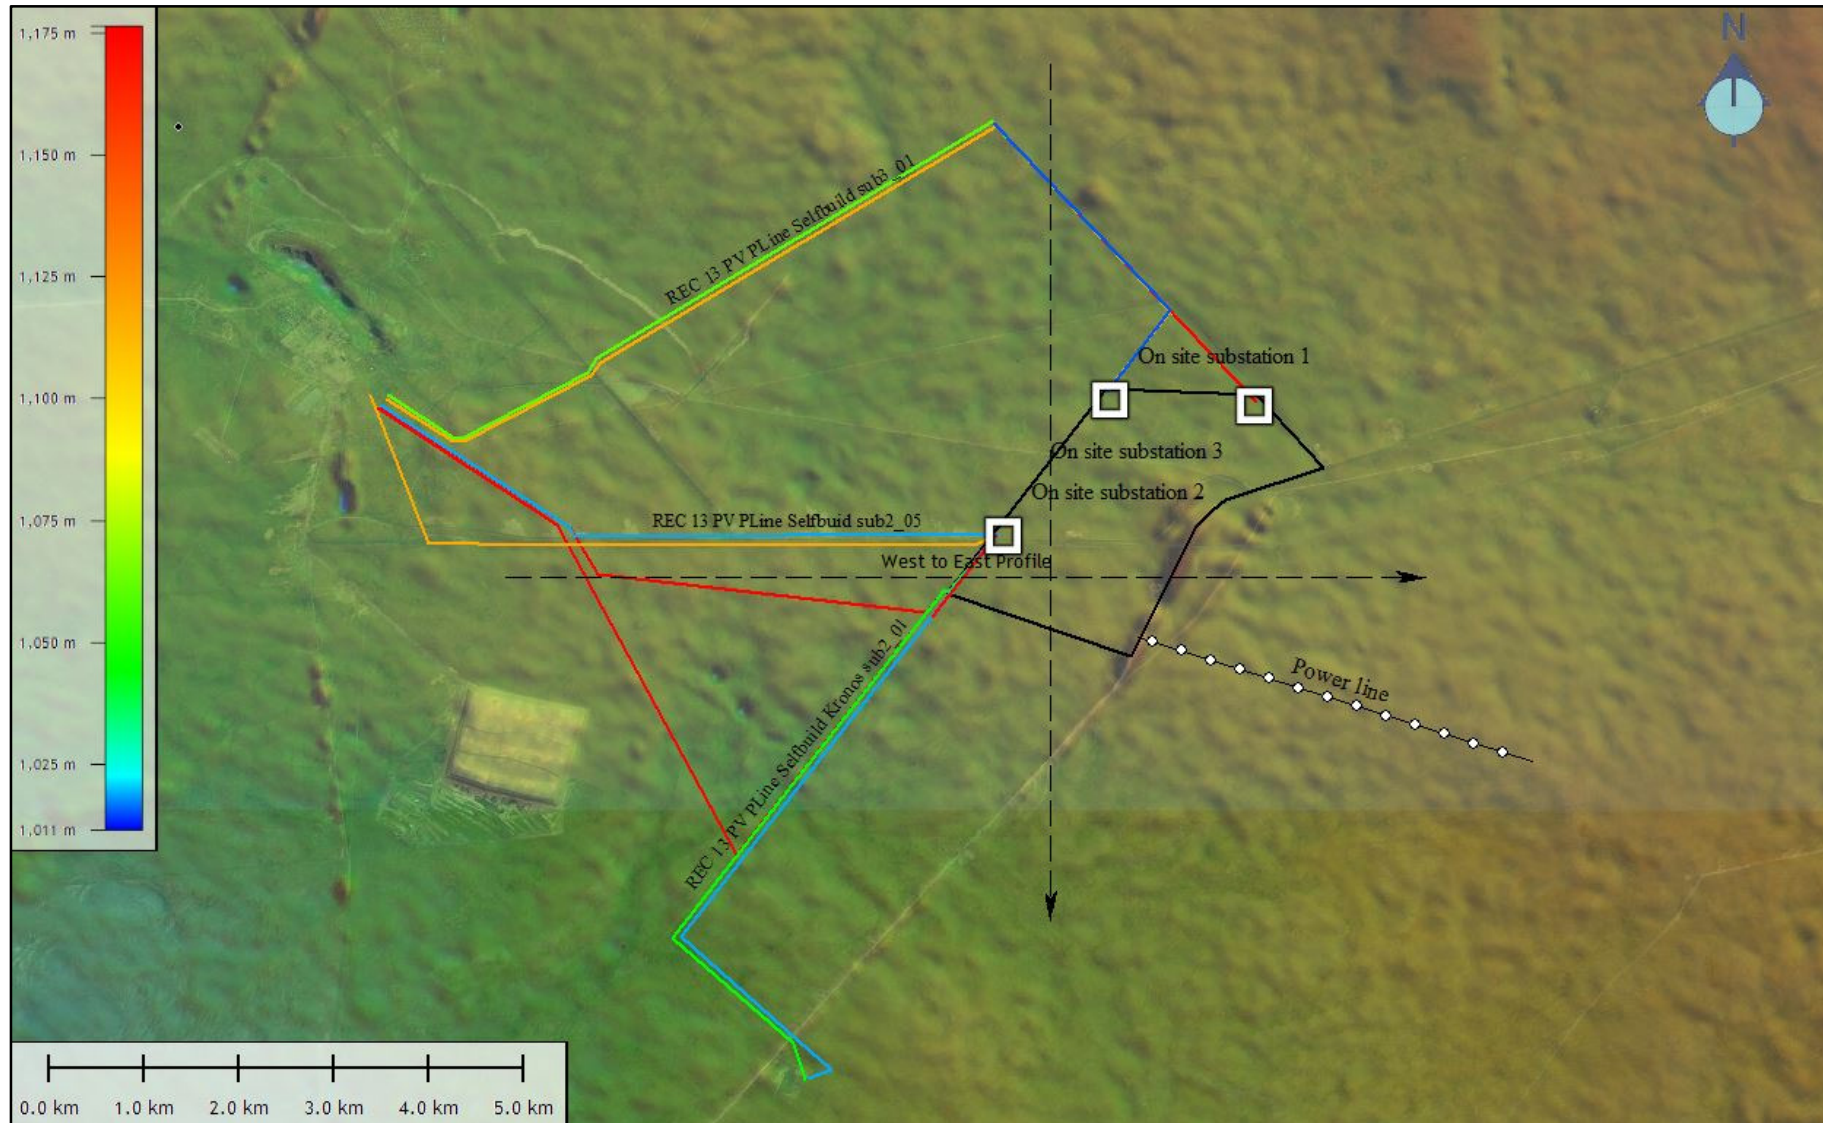 1,175 m
N
1,150 m
REC 13 PV PLine Selfbuild sub3_01
1,125 m
On site substation 1
1,100 m
On site substation 3
On site substation 2
1,075 m
REC 13 PV PLine Selfbuid sub2_05
West to East Profile
1,050 m
REC 13 PV PLine Selfbuild Kronos sub2_01
Power line
1,025 m
1,011 m
0.0 km 1.0 km 2.0 km 3.0 km 4.0 km 5.0 km